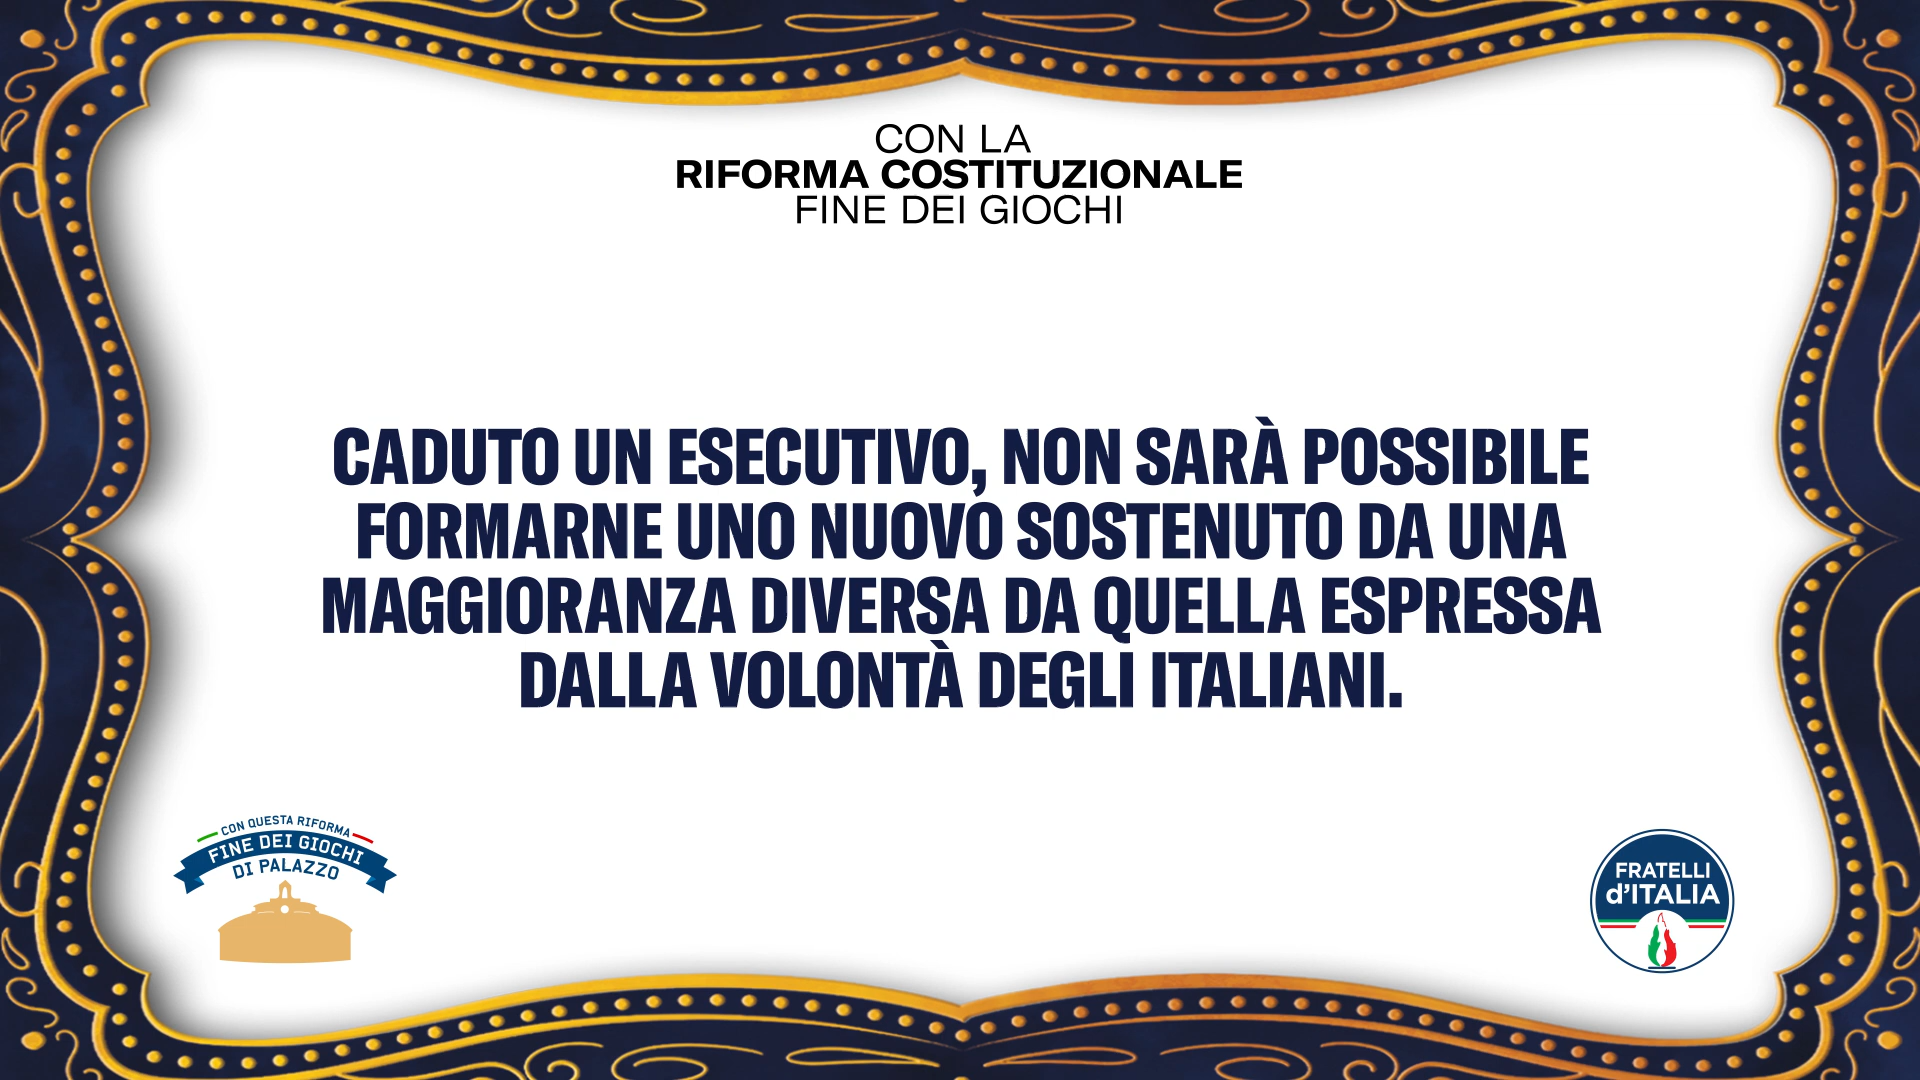 CON LA
RIFORMA COSTITUZIONALE
FINE DEI GIOCHI
CADUTO UN ESECUTIVO, NON SARÀ POSSIBILE
FORMARNE UNO NUOVO SOSTENUTO DA UNA
MAGGIORANZA DIVERSA DA QUELLA ESPRESSA
DALLA VOLONTÀ DEGLI ITALIANI.
CON QUESTA RIFORMA
FINE DEI GIOCHI
DI PALAZZO
FRATELLI
d'ITALIA